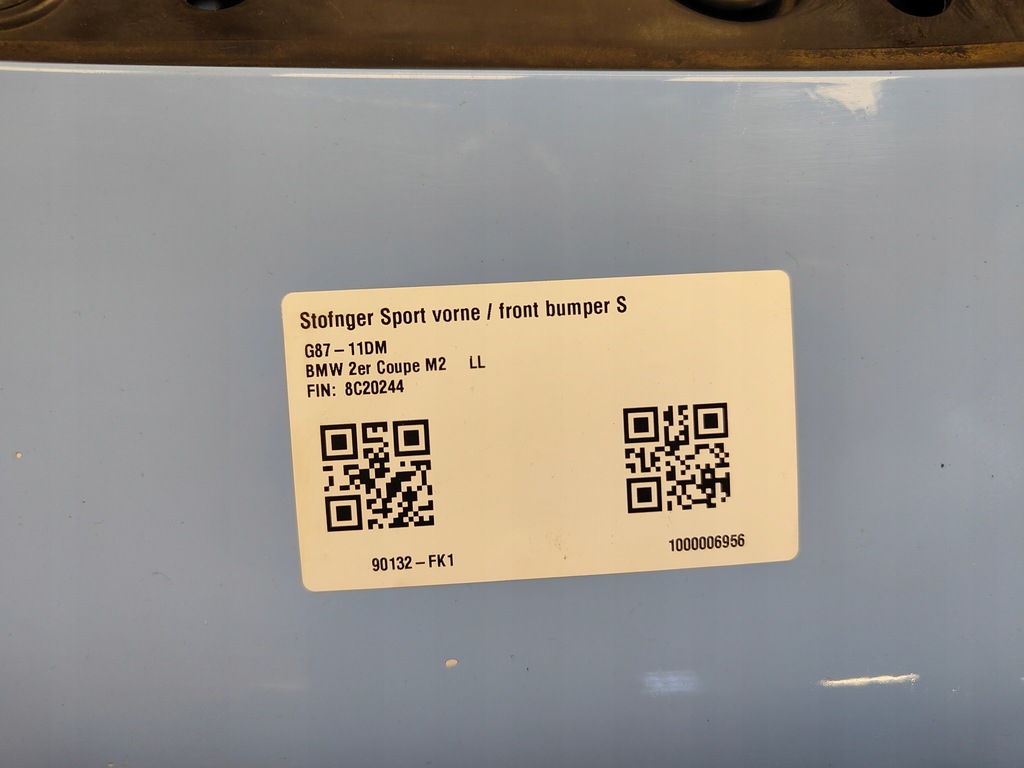 Stofnger Sport vorne / front bumper S
G87 – 11DM
BMW 2er Coupe M2 LL
FIN: 8C20244
90132 – FK1
1000006956